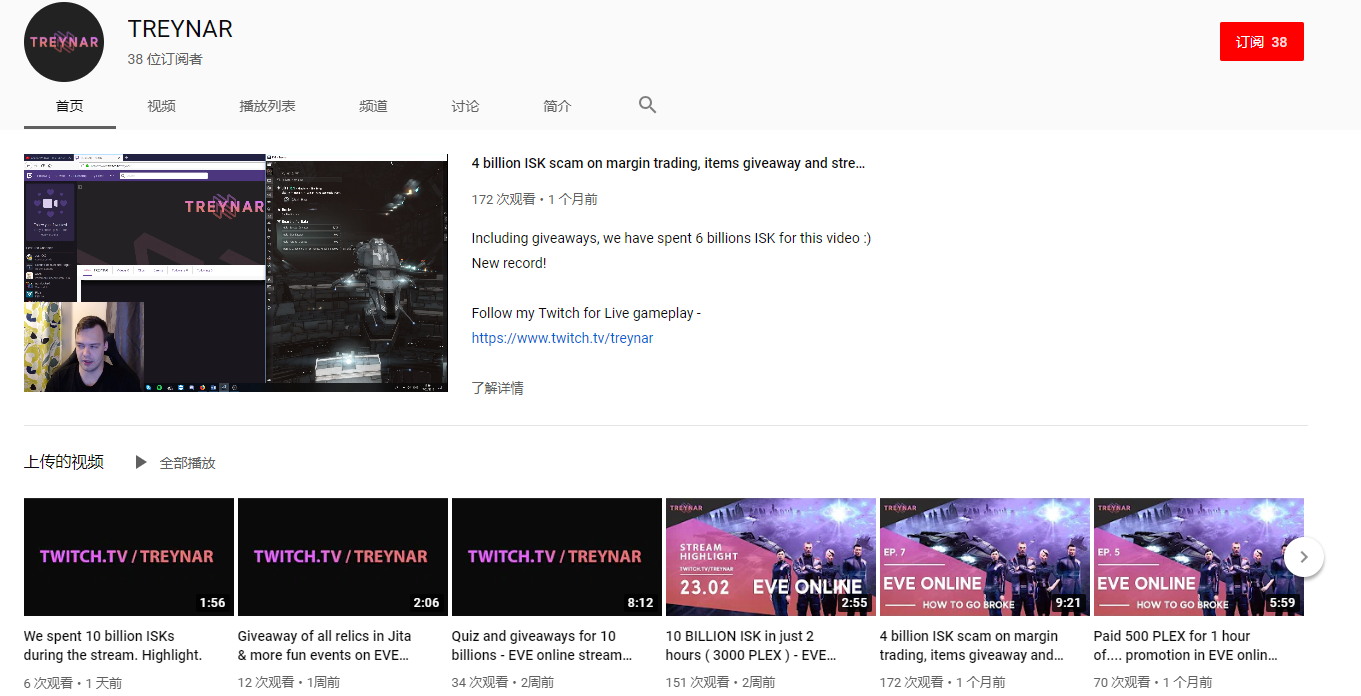 TREYNAR
TREYNAR
38 位订阅者
订阅 38
首页
视频
播放列表
频道
讨论
简介
TREYNAR
4 billion ISK scam on margin trading, items giveaway and stre…
172 次观看 • 1 个月前
Including giveaways, we have spent 6 billions ISK for this video :)
New record!
Follow my Twitch for Live gameplay -
https://www.twitch.tv/treynar
了解详情
上传的视频
全部播放
TWITCH.TV / TREYNAR
1:56
We spent 10 billion ISKs
during the stream. Highlight.
6 次观看 • 1 天前
TWITCH.TV / TREYNAR
2:06
Giveaway of all relics in Jita
& more fun events on EVE…
12 次观看 • 1周前
TWITCH.TV / TREYNAR
8:12
Quiz and giveaways for 10
billions - EVE online stream…
34 次观看 • 2周前
TREYNAR
STREAM
HIGHLIGHT
TWITCH.TV/TREYNAR
23.02
EVE ONLINE
2:55
10 BILLION ISK in just 2
hours ( 3000 PLEX ) - EVE…
151 次观看 • 2周前
TREYNAR
EP. 7
EVE ONLINE
HOW TO GO BROKE
9:21
4 billion ISK scam on margin
trading, items giveaway and…
172 次观看 • 1 个月前
TREYNAR
EP. 5
EVE ONLINE
HOW TO GO BROKE
5:59
Paid 500 PLEX for 1 hour
of.... promotion in EVE onlin…
70 次观看 • 1 个月前